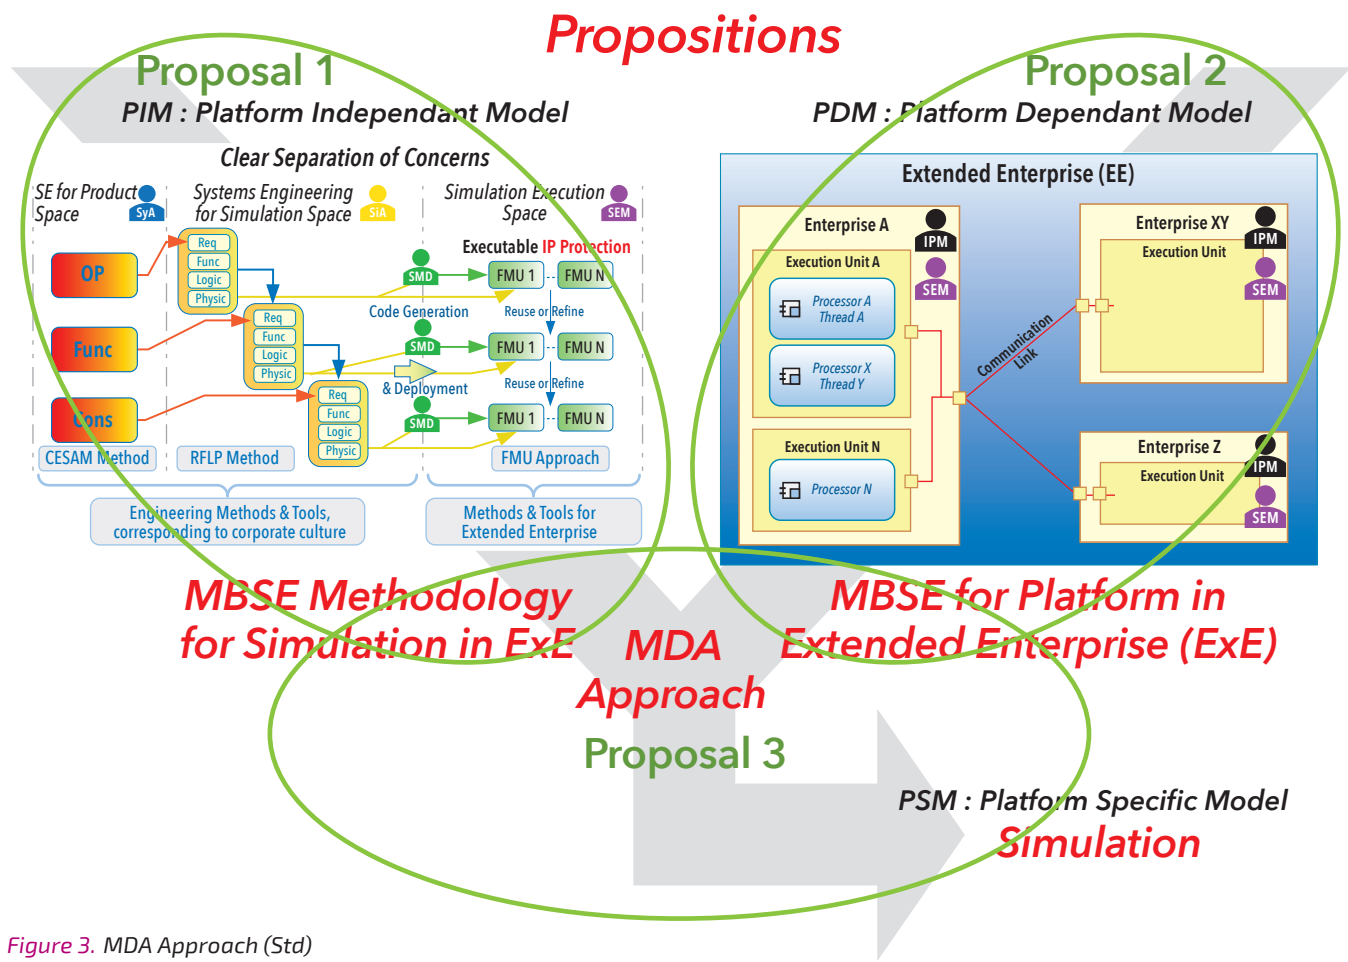 Propositions
Proposal 1
PIM : Platform Independant Model
Clear Separation of Concerns
SE for Product
Space
SyA
Systems Engineering
for Simulation Space
SiA
Simulation Execution
Space
SEM
Executable IP Protection
OP
Func
Cons
Req
Func
Logic
Physic
Req
Func
Logic
Physic
Req
Func
Logic
Physic
SMD
Code Generation
SMD
& Deployment
SMD
FMU 1
FMU N
Reuse or Refine
FMU 1
FMU N
Reuse or Refine
FMU 1
FMU N
CESAM Method
RFLP Method
FMU Approach
Engineering Methods & Tools,
corresponding to corporate culture
Methods & Tools for
Extended Enterprise
MBSE Methodology
for Simulation in ExE
Proposal 2
PDM : Platform Dependant Model
Extended Enterprise (EE)
Enterprise A
IPM
SEM
Execution Unit A
Processor A
Thread A
Processor X
Thread Y
Execution Unit N
Processor N
Communication
Link
Enterprise XY
IPM
Execution Unit
SEM
Enterprise Z
IPM
Execution Unit
SEM
MBSE for Platform in
Extended Enterprise (ExE)
MDA
Approach
Proposal 3
PSM : Platform Specific Model
Simulation
Figure 3. MDA Approach (Std)